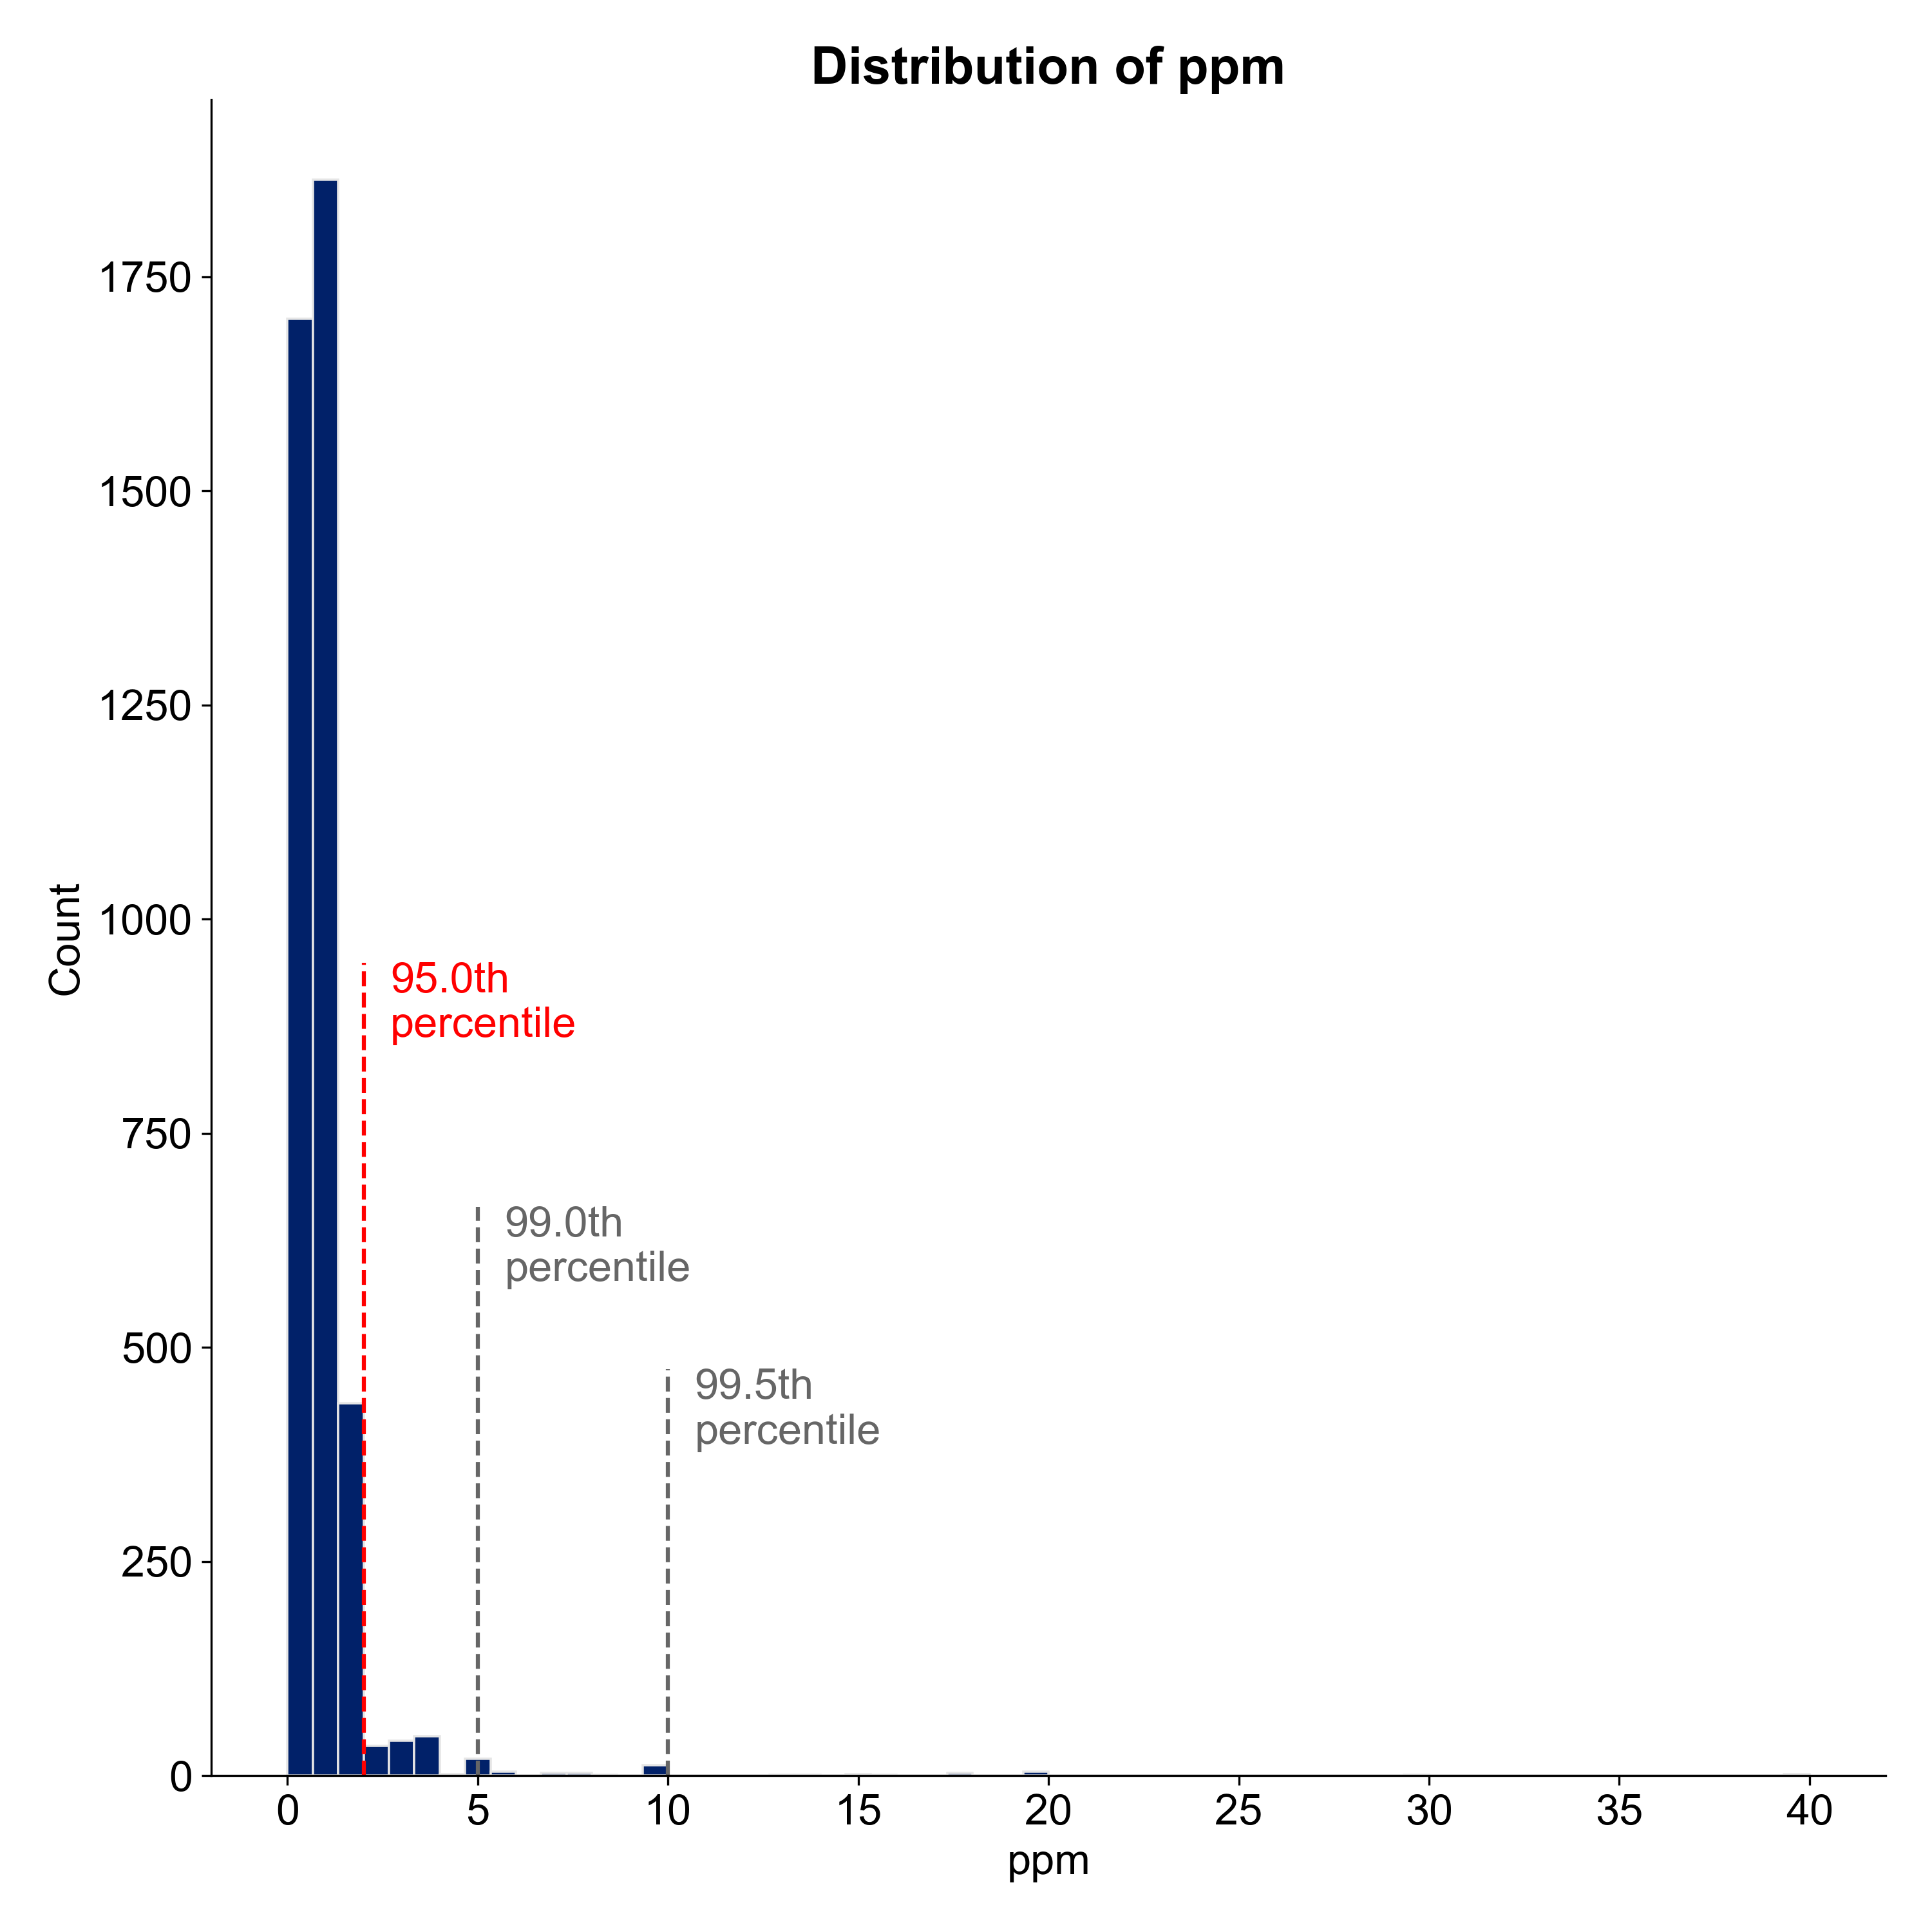 Distribution of ppm
Count
1750
1500
1250
1000
750
500
250
0
95.0th
percentile
99.0th
percentile
99.5th
percentile
0 5 10 15 20 25 30 35 40
ppm